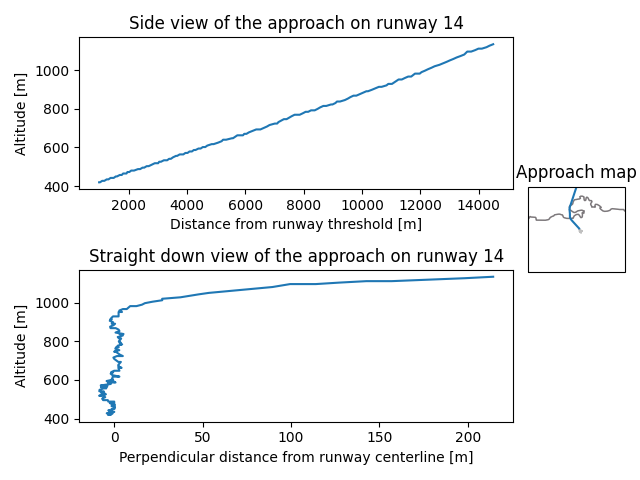 Side view of the approach on runway 14
Altitude [m]
1000
800
600
400
2000 4000 6000 8000 10000 12000 14000
Distance from runway threshold [m]
Approach map
Straight down view of the approach on runway 14
Altitude [m]
1000
800
600
400
0 50 100 150 200
Perpendicular distance from runway centerline [m]